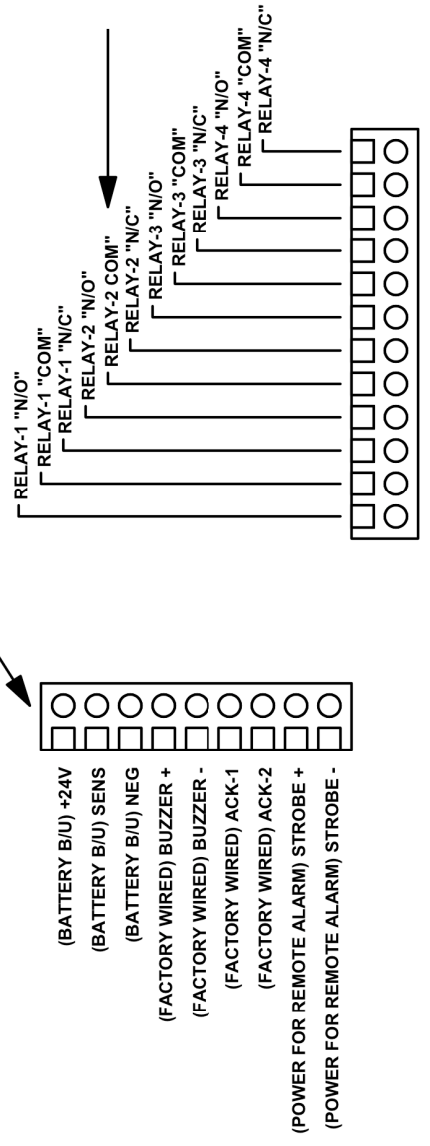 RELAY-1 "N/O"
RELAY-1 "COM"
RELAY-1 "N/C"
RELAY-2 "N/O"
RELAY-2 COM"
RELAY-2 "N/C"
RELAY-3 "N/O"
RELAY-3 "COM"
RELAY-3 "N/C"
RELAY-4 "N/O"
RELAY-4 "COM"
RELAY-4 "N/C"
(BATTERY B/U) +24V
(BATTERY B/U) SENS
(BATTERY B/U) NEG
(FACTORY WIRED) BUZZER +
(FACTORY WIRED) BUZZER -
(FACTORY WIRED) ACK-1
(FACTORY WIRED) ACK-2
(POWER FOR REMOTE ALARM) STROBE +
(POWER FOR REMOTE ALARM) STROBE -